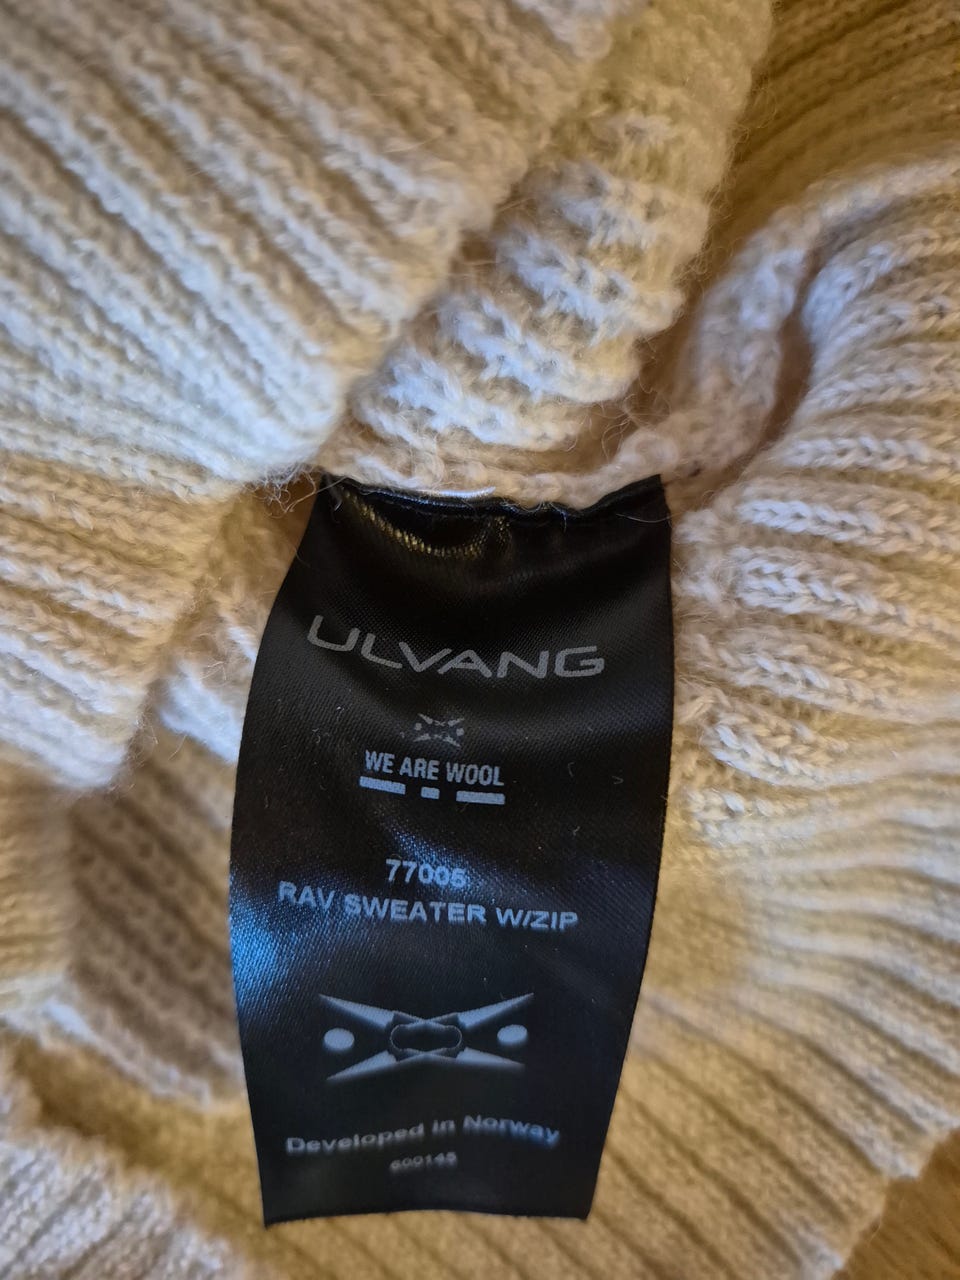 ULVANG
WE ARE WOOL
77005
RAV SWEATER W/ZIP
Developed in Norway
600145